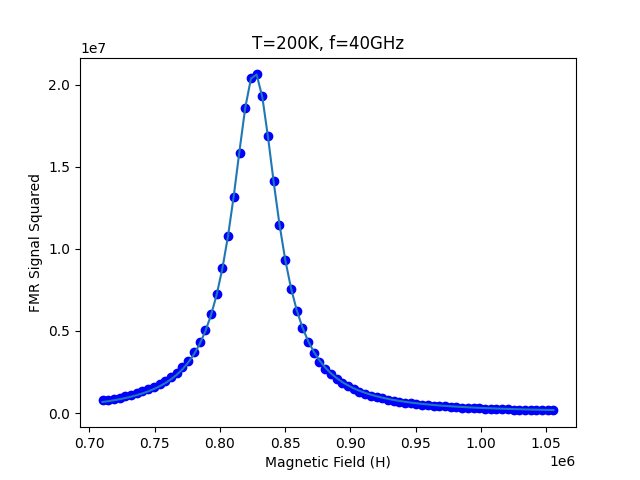 T=200K, f=40GHz
1e7
2.0
1.5
1.0
0.5
0.0
FMR Signal Squared
0.70 0.75 0.80 0.85 0.90 0.95 1.00 1.05
1e6
Magnetic Field (H)